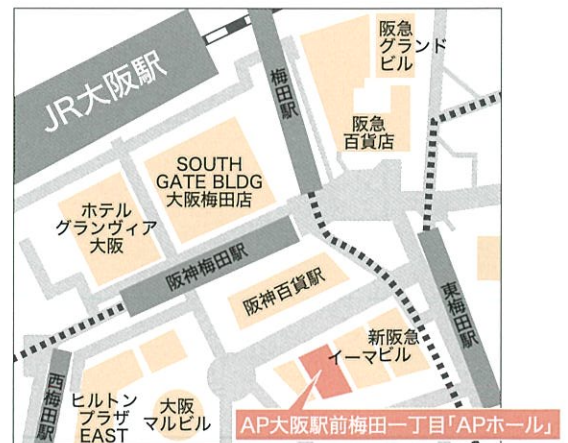 阪急
グランド
ビル
JR大阪駅
梅田駅
阪急
百貨店
SOUTH
GATE BLDG
大阪梅田店
ホテル
グランヴィア
大阪
阪神梅田駅
阪神百貨駅
東梅田駅
新阪急
イーマビル
西梅田駅
ヒルトン
プラザ
EAST
大阪
マルビル
AP大阪駅前梅田一丁目「APホール」